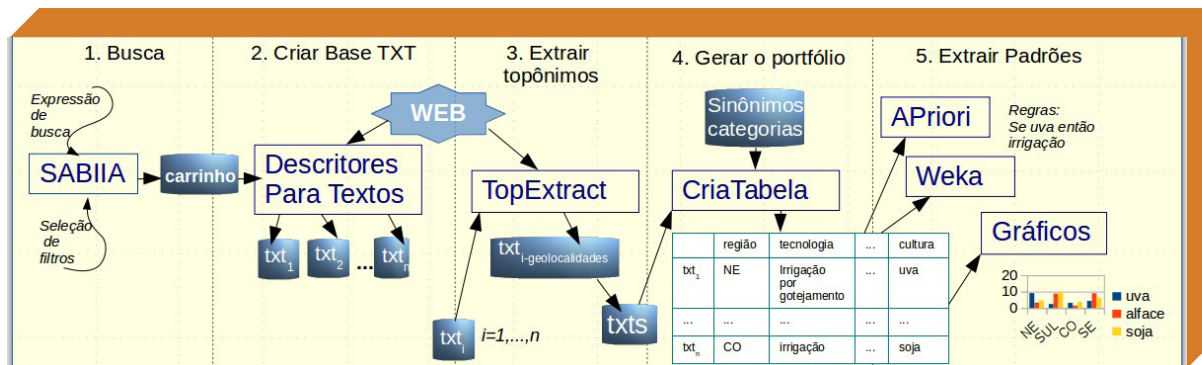 1. Busca
2. Criar Base TXT
3. Extrair
topônimos
4. Gerar o portfólio
5. Extrair Padrões
Expressão
de
busca
SABIIA
Seleção
de
filtros
carrinho
WEB
Descritores
Para Textos
txt1
txt2
...
txtn
TopExtract
txti-geolocalidades
txti
i=1,...,n
txts
Sinônimos
categorias
CriaTabela
região tecnologia ... cultura
txt1 NE Irrigação ... uva
por
gotejamento
... ... ... ...
txtn CO irrigação ... soja
APriori
Regras:
Se uva então
irrigação
Weka
Gráficos
20
10
0
NE SUL CO SE
uva
alface
soja